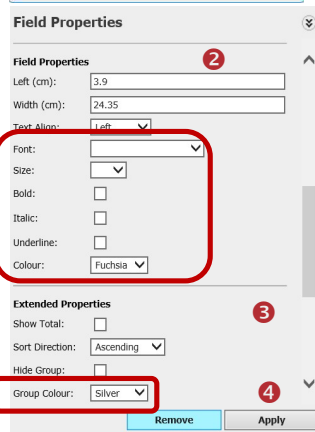 Field Properties
Field Properties 2
Left (cm): 3.9
Width (cm): 24.35
Text Align: Left
Font:
Size:
Bold:
Italic:
Underline:
Colour: Fuchsia
Extended Properties
Show Total: 3
Sort Direction: Ascending
Hide Group:
Group Colour: Silver 4
Remove Apply